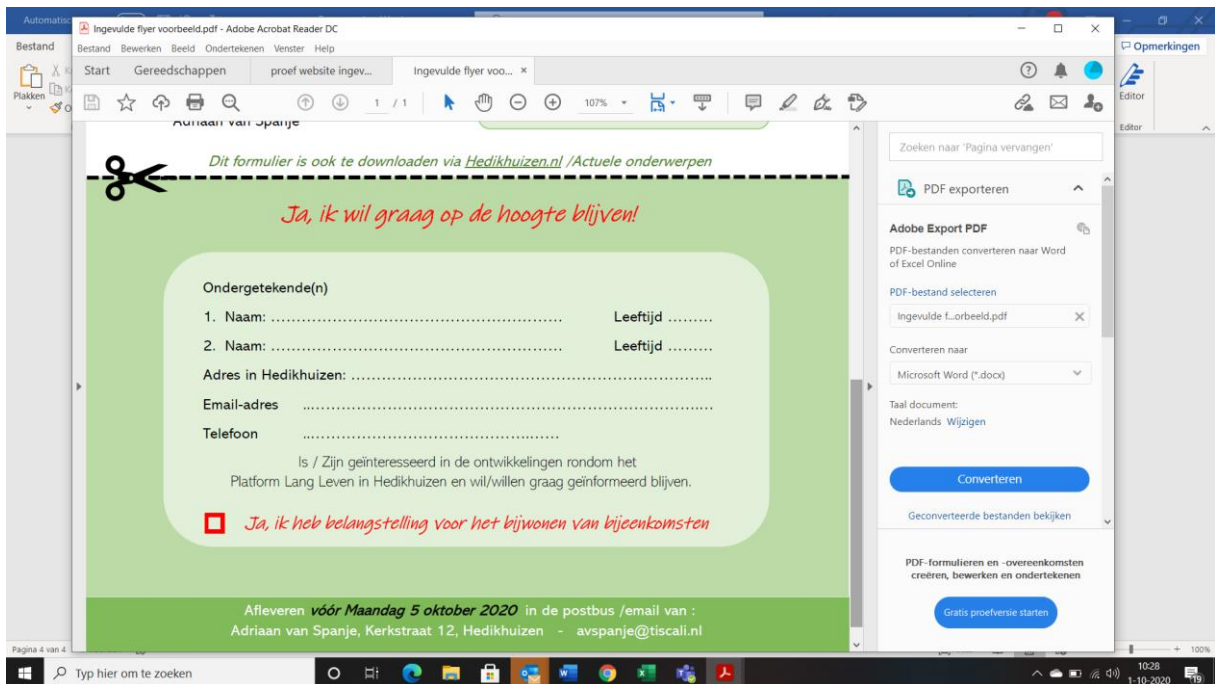 Automatisc
Ingevulde flyer voorbeeld.pdf - Adobe Acrobat Reader DC
Bestand
Bestand Bewerken Beeld Ondertekenen Venster Help
Opmerkingen
Start Gereedschappen proef website ingev... Ingevulde flyer voo... ×
Plakken
1 / 1 107%
Editor
Editor
Adriaan van Spanje
Dit formulier is ook te downloaden via Hedikhuizen.nl /Actuele onderwerpen
Ja, ik wil graag op de hoogte blijven!
Ondergetekende(n)
1. Naam: ……………………………………………………… Leeftijd ………
2. Naam: ……………………………………………………… Leeftijd ………
Adres in Hedikhuizen: ……………………………………………………………………..
Email-adres ...………………………………………………………………………...….
Telefoon ...……………………………………….…...
Is / Zijn geïnteresseerd in de ontwikkelingen rondom het
Platform Lang Leven in Hedikhuizen en wil/willen graag geïnformeerd blijven.
Ja, ik heb belangstelling voor het bijwonen van bijeenkomsten
Afleveren vóór Maandag 5 oktober 2020 in de postbus /email van :
Adriaan van Spanje, Kerkstraat 12, Hedikhuizen - avspanje@tiscali.nl
Zoeken naar 'Pagina vervangen'
PDF exporteren
Adobe Export PDF
PDF-bestanden converteren naar Word
of Excel Online
PDF-bestand selecteren
Ingevulde f...orbeeld.pdf
Converteren naar
Microsoft Word (*.docx)
Taal document:
Nederlands Wijzigen
Converteren
Geconverteerde bestanden bekijken
PDF-formulieren en -overeenkomsten
creëren, bewerken en ondertekenen
Gratis proefversie starten
Pagina 4 van 4
100%
Typ hier om te zoeken
10:28
1-10-2020
19